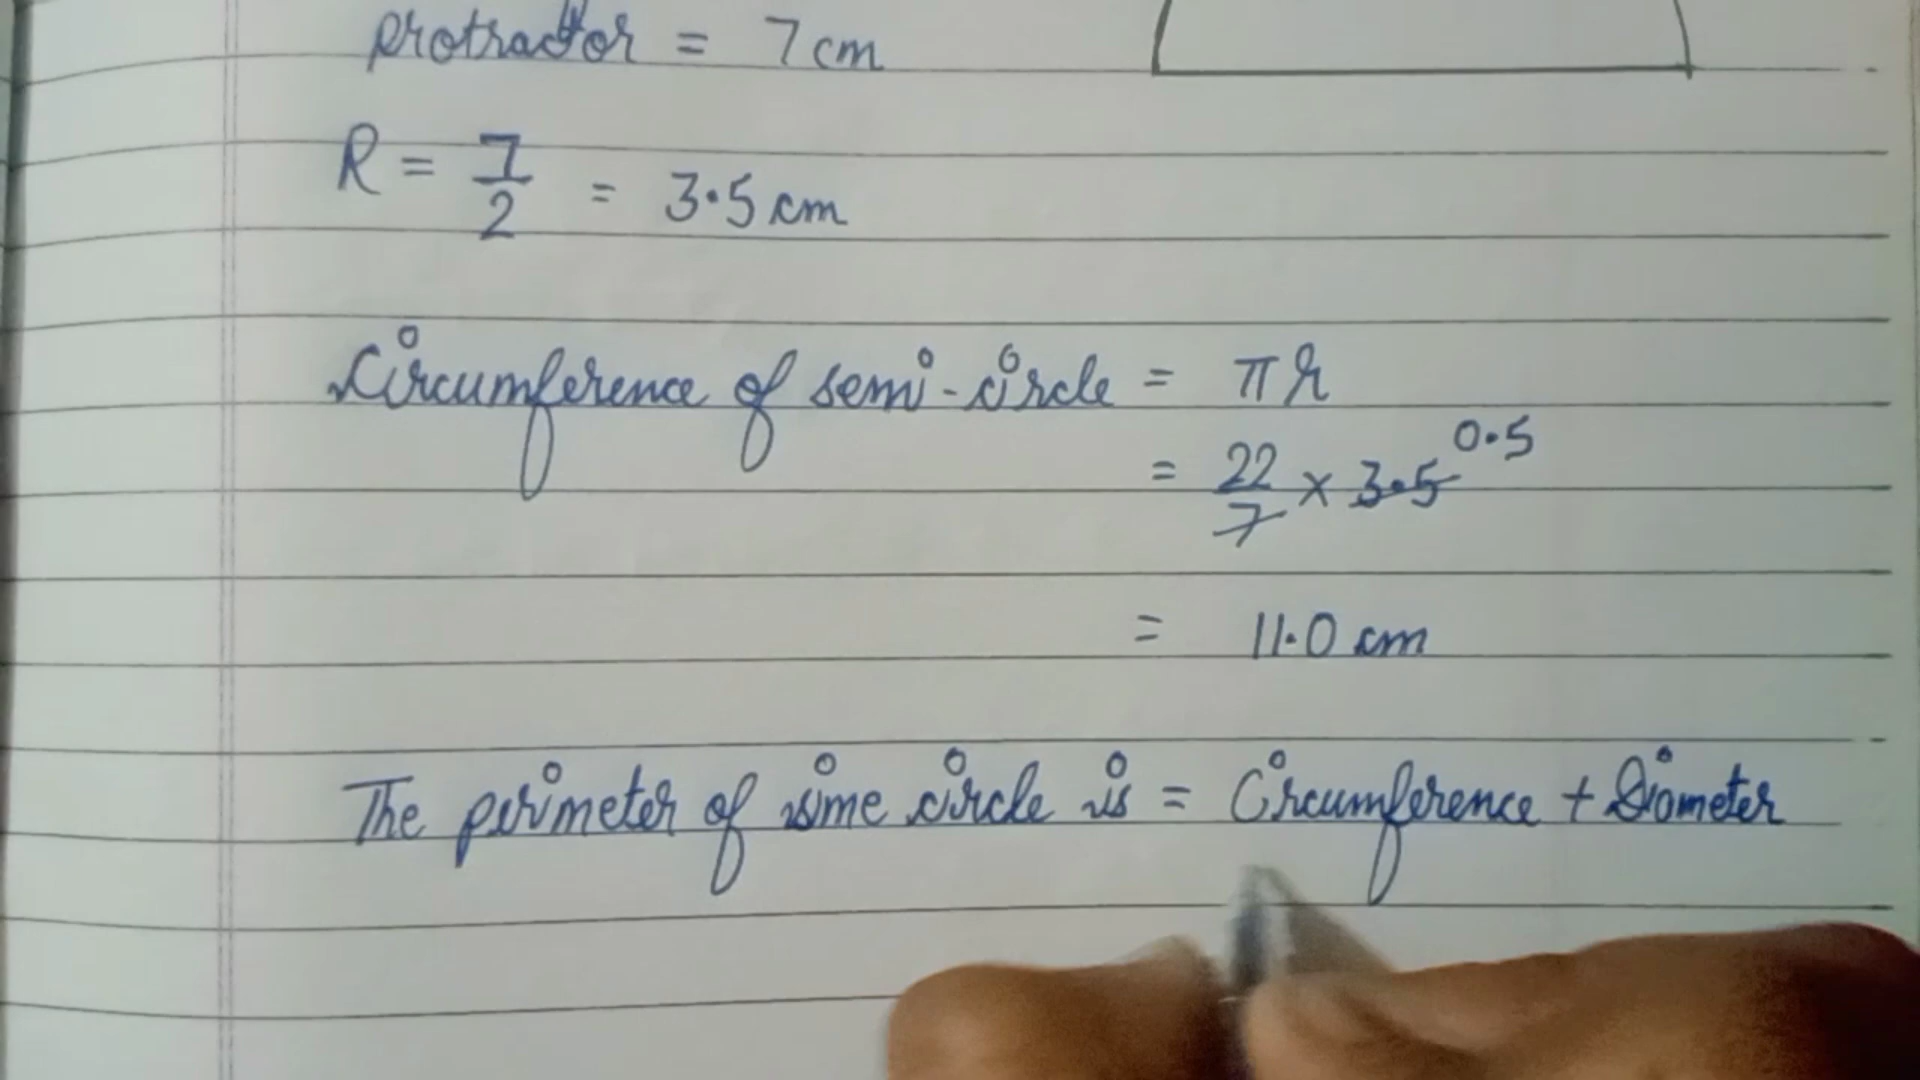 protractor = 7 cm
R = 7/2 = 3.5 cm
Circumference of semi-circle = πr
= 22/7 × 3.5 0.5
= 11.0 cm
The perimeter of sime circle is = Circumference + Diameter